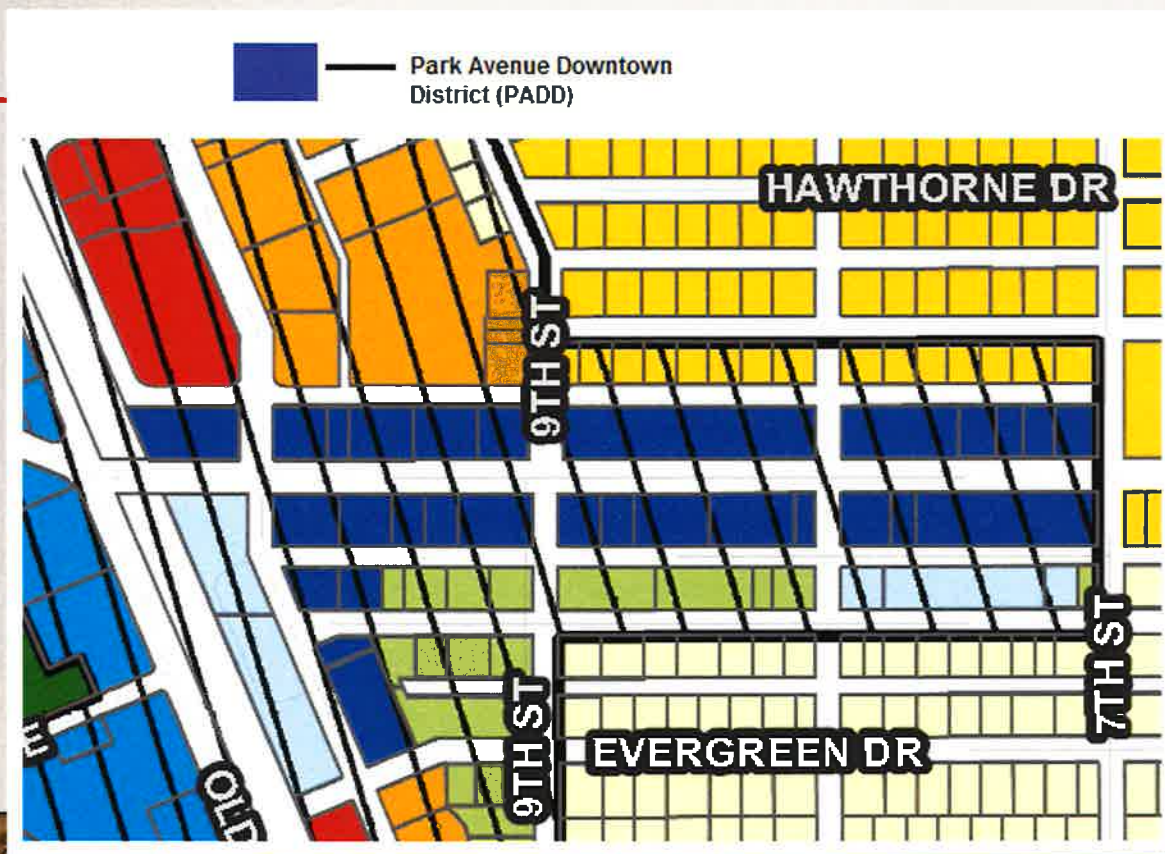 Park Avenue Downtown
District (PADD)
HAWTHORNE DR
9TH ST
7TH ST
9TH ST
EVERGREEN DR
E
OLD